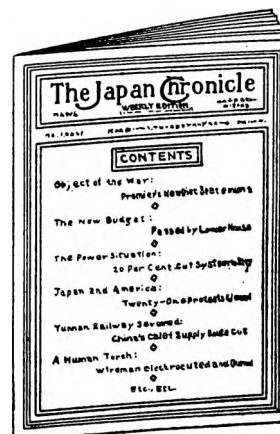 The Japan Chronicle
WEEKLY EDITION
CONTENTS
Object of the War:
Premier's Newest Statement
The New Budget:
Passed by Lower House
The Power Situation:
20 Per Cent. Cut
Japan and America:
Twenty-One Protests
Yunnan Railway Severed:
China's Chief Supply Route Cut
A Human Torch:
Wireman Electrocuted and
Etc., Etc.